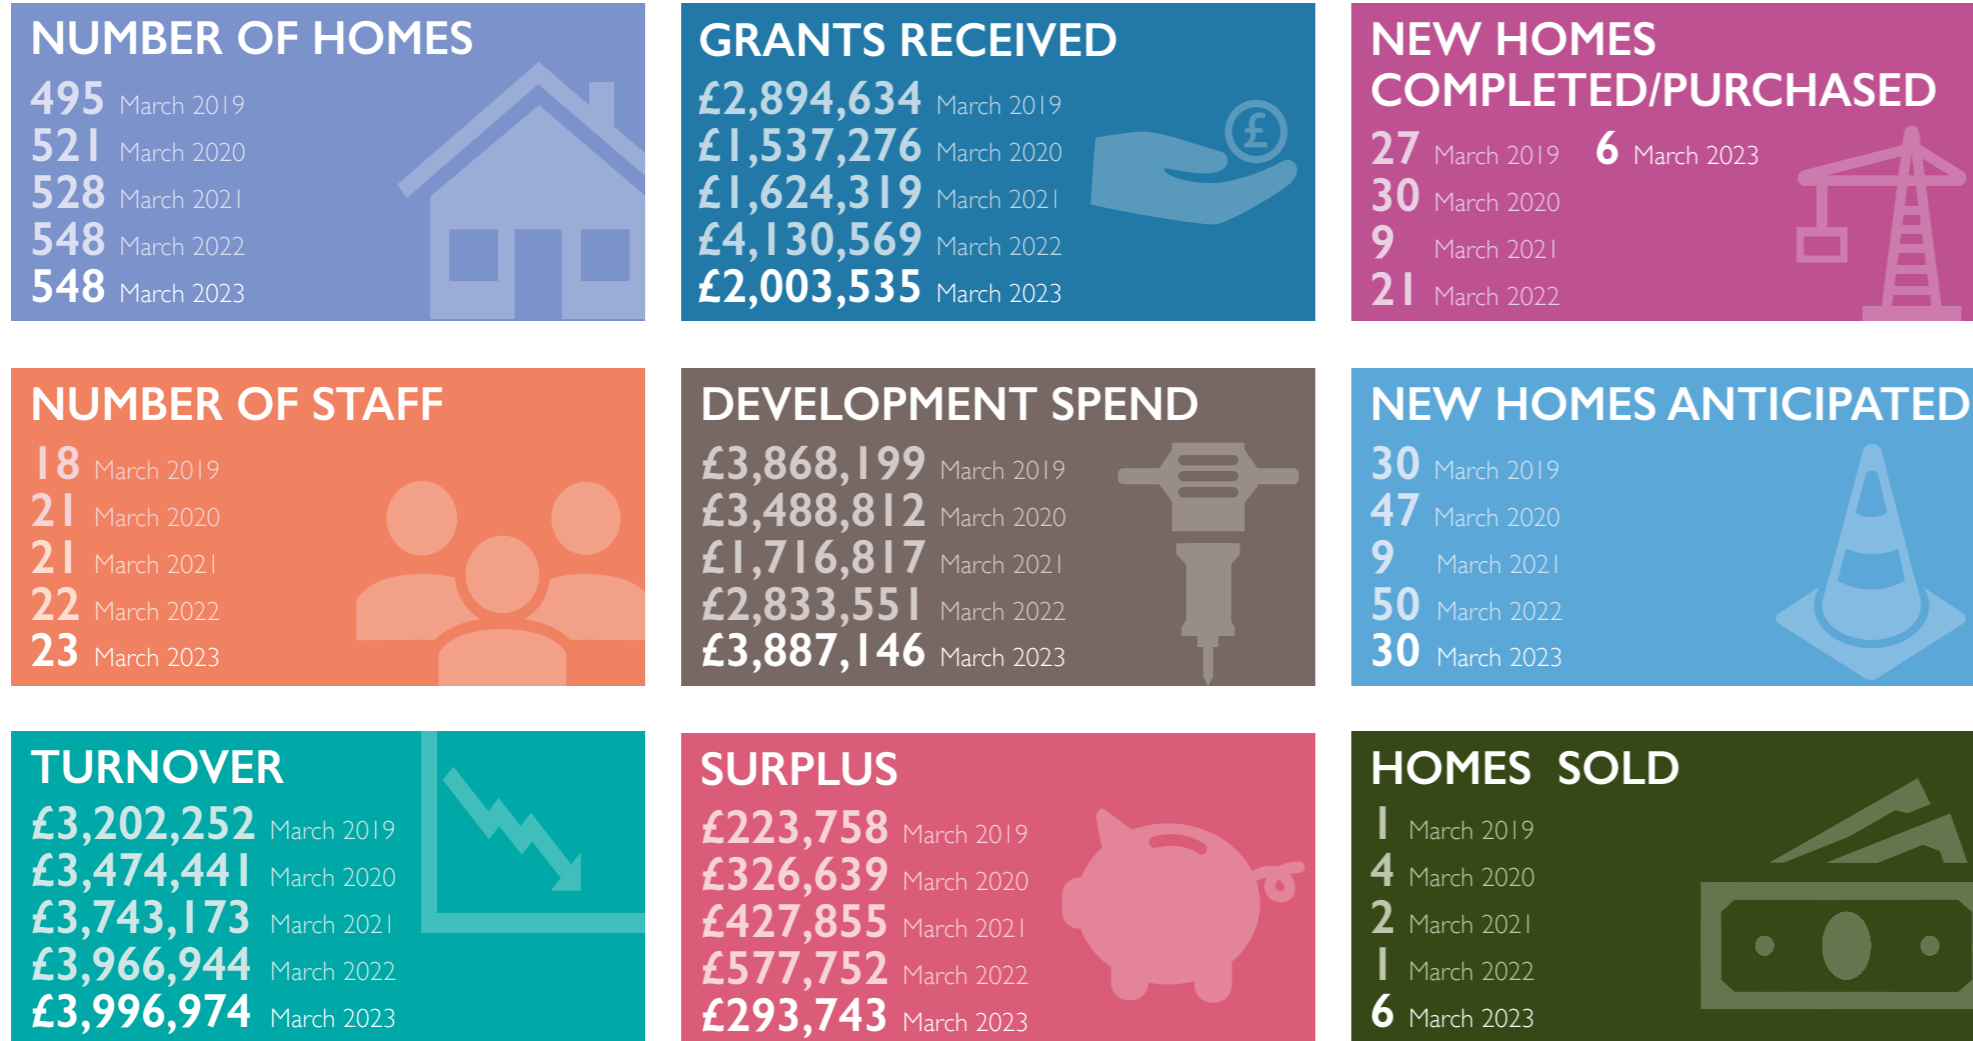 NUMBER OF HOMES
495 March 2019
521 March 2020
528 March 2021
548 March 2022
548 March 2023
GRANTS RECEIVED
£2,894,634 March 2019
£1,537,276 March 2020
£1,624,319 March 2021
£4,130,569 March 2022
£2,003,535 March 2023
£
NEW HOMES
COMPLETED/PURCHASED
27 March 2019 6 March 2023
30 March 2020
9 March 2021
21 March 2022
NUMBER OF STAFF
18 March 2019
21 March 2020
21 March 2021
22 March 2022
23 March 2023
DEVELOPMENT SPEND
£3,868,199 March 2019
£3,488,812 March 2020
£1,716,817 March 2021
£2,833,551 March 2022
£3,887,146 March 2023
NEW HOMES ANTICIPATED
30 March 2019
47 March 2020
9 March 2021
50 March 2022
30 March 2023
TURNOVER
£3,202,252 March 2019
£3,474,441 March 2020
£3,743,173 March 2021
£3,966,944 March 2022
£3,996,974 March 2023
SURPLUS
£223,758 March 2019
£326,639 March 2020
£427,855 March 2021
£577,752 March 2022
£293,743 March 2023
HOMES SOLD
1 March 2019
4 March 2020
2 March 2021
1 March 2022
6 March 2023